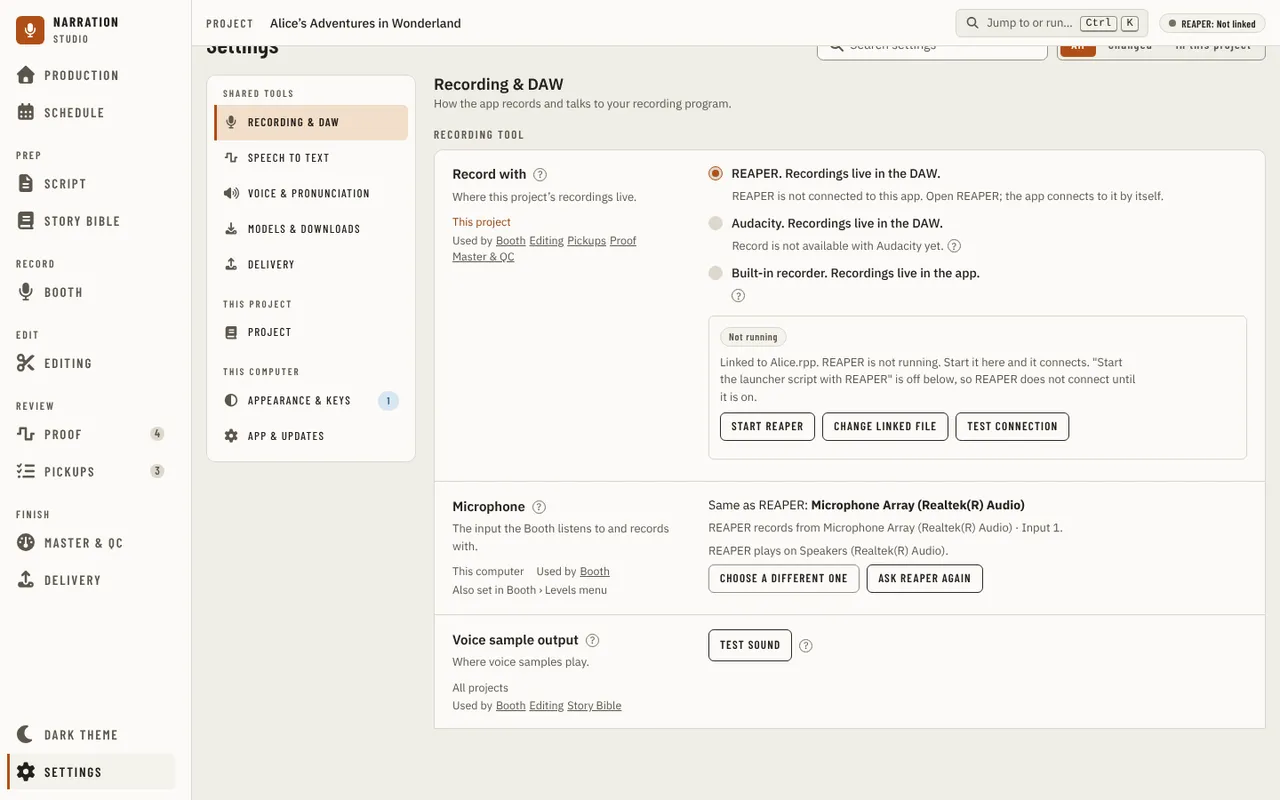 NARRATION
STUDIO
PRODUCTION
SCHEDULE
PREP
SCRIPT
STORY BIBLE
RECORD
BOOTH
EDIT
EDITING
REVIEW
PROOF 4
PICKUPS 3
FINISH
MASTER & QC
DELIVERY
DARK THEME
SETTINGS
PROJECT Alice’s Adventures in Wonderland
Jump to or run... Ctrl K
REAPER: Not linked
Settings
Search settings
All Changed In this project
SHARED TOOLS
RECORDING & DAW
SPEECH TO TEXT
VOICE & PRONUNCIATION
MODELS & DOWNLOADS
DELIVERY
THIS PROJECT
PROJECT
THIS COMPUTER
APPEARANCE & KEYS 1
APP & UPDATES
Recording & DAW
How the app records and talks to your recording program.
RECORDING TOOL
Record with ?
Where this project’s recordings live.
This project
Used by Booth Editing Pickups Proof
Master & QC
REAPER. Recordings live in the DAW.
REAPER is not connected to this app. Open REAPER; the app connects to it by itself.
Audacity. Recordings live in the DAW.
Record is not available with Audacity yet. ?
Built-in recorder. Recordings live in the app.
?
Not running
Linked to Alice.rpp. REAPER is not running. Start it here and it connects. "Start
the launcher script with REAPER" is off below, so REAPER does not connect until
it is on.
START REAPER CHANGE LINKED FILE TEST CONNECTION
Microphone ?
The input the Booth listens to and records
with.
This computer Used by Booth
Also set in Booth › Levels menu
Same as REAPER: Microphone Array (Realtek(R) Audio)
REAPER records from Microphone Array (Realtek(R) Audio) · Input 1.
REAPER plays on Speakers (Realtek(R) Audio).
CHOOSE A DIFFERENT ONE ASK REAPER AGAIN
Voice sample output ?
Where voice samples play.
All projects
Used by Booth Editing Story Bible
TEST SOUND ?